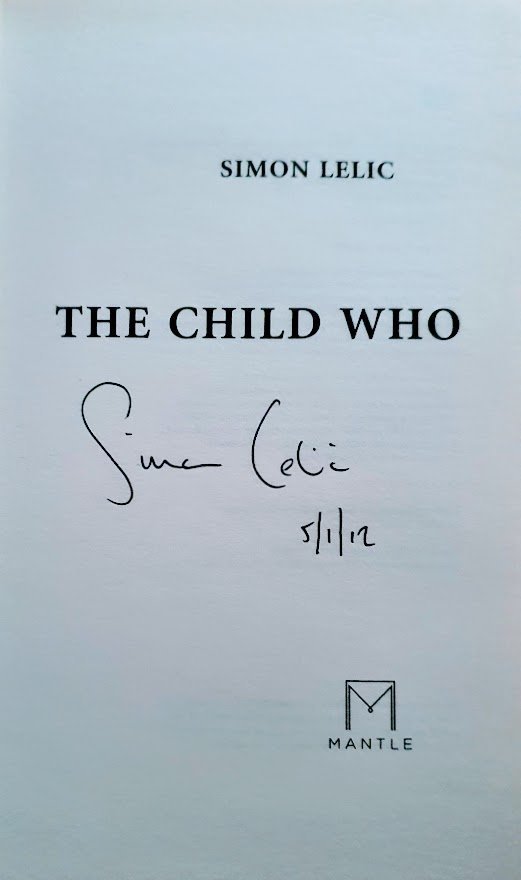 SIMON LELIC
THE CHILD WHO
Simon Lelic
5/1/12
MANTLE